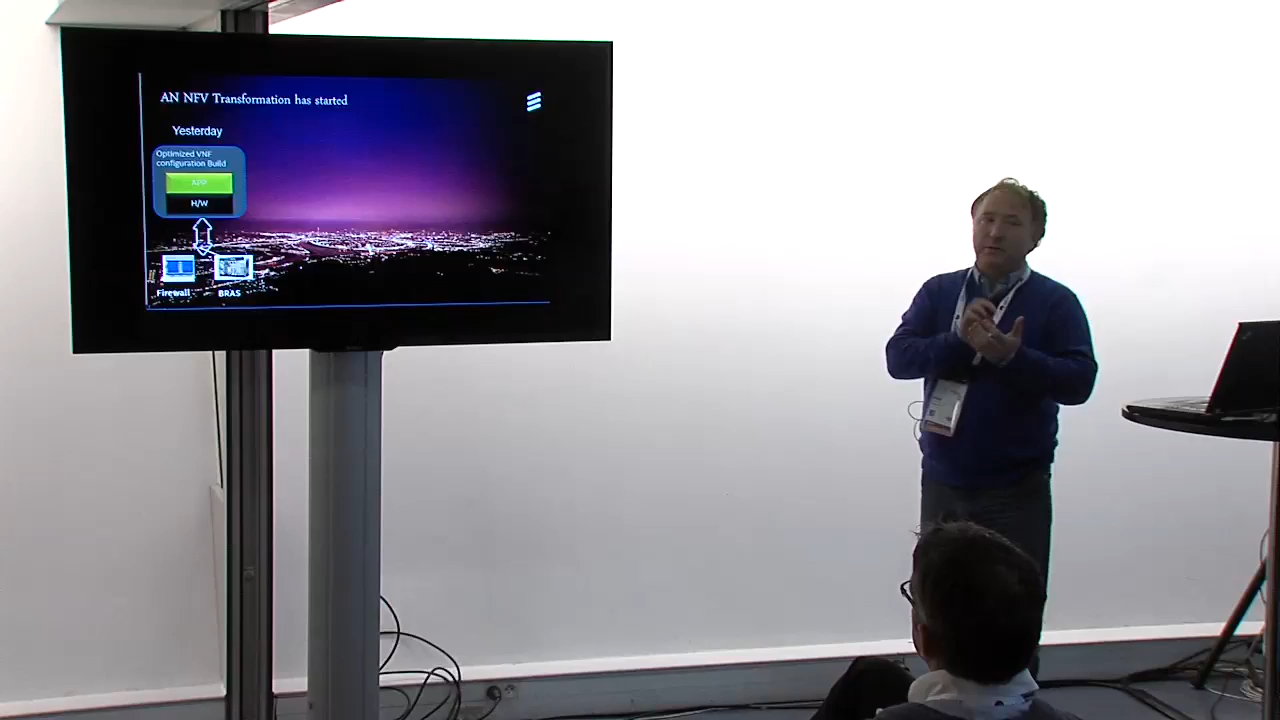 AN NFV Transformation has started
Yesterday
Optimized VNF
configuration Build
APP
H/W
Firewall
BRAS